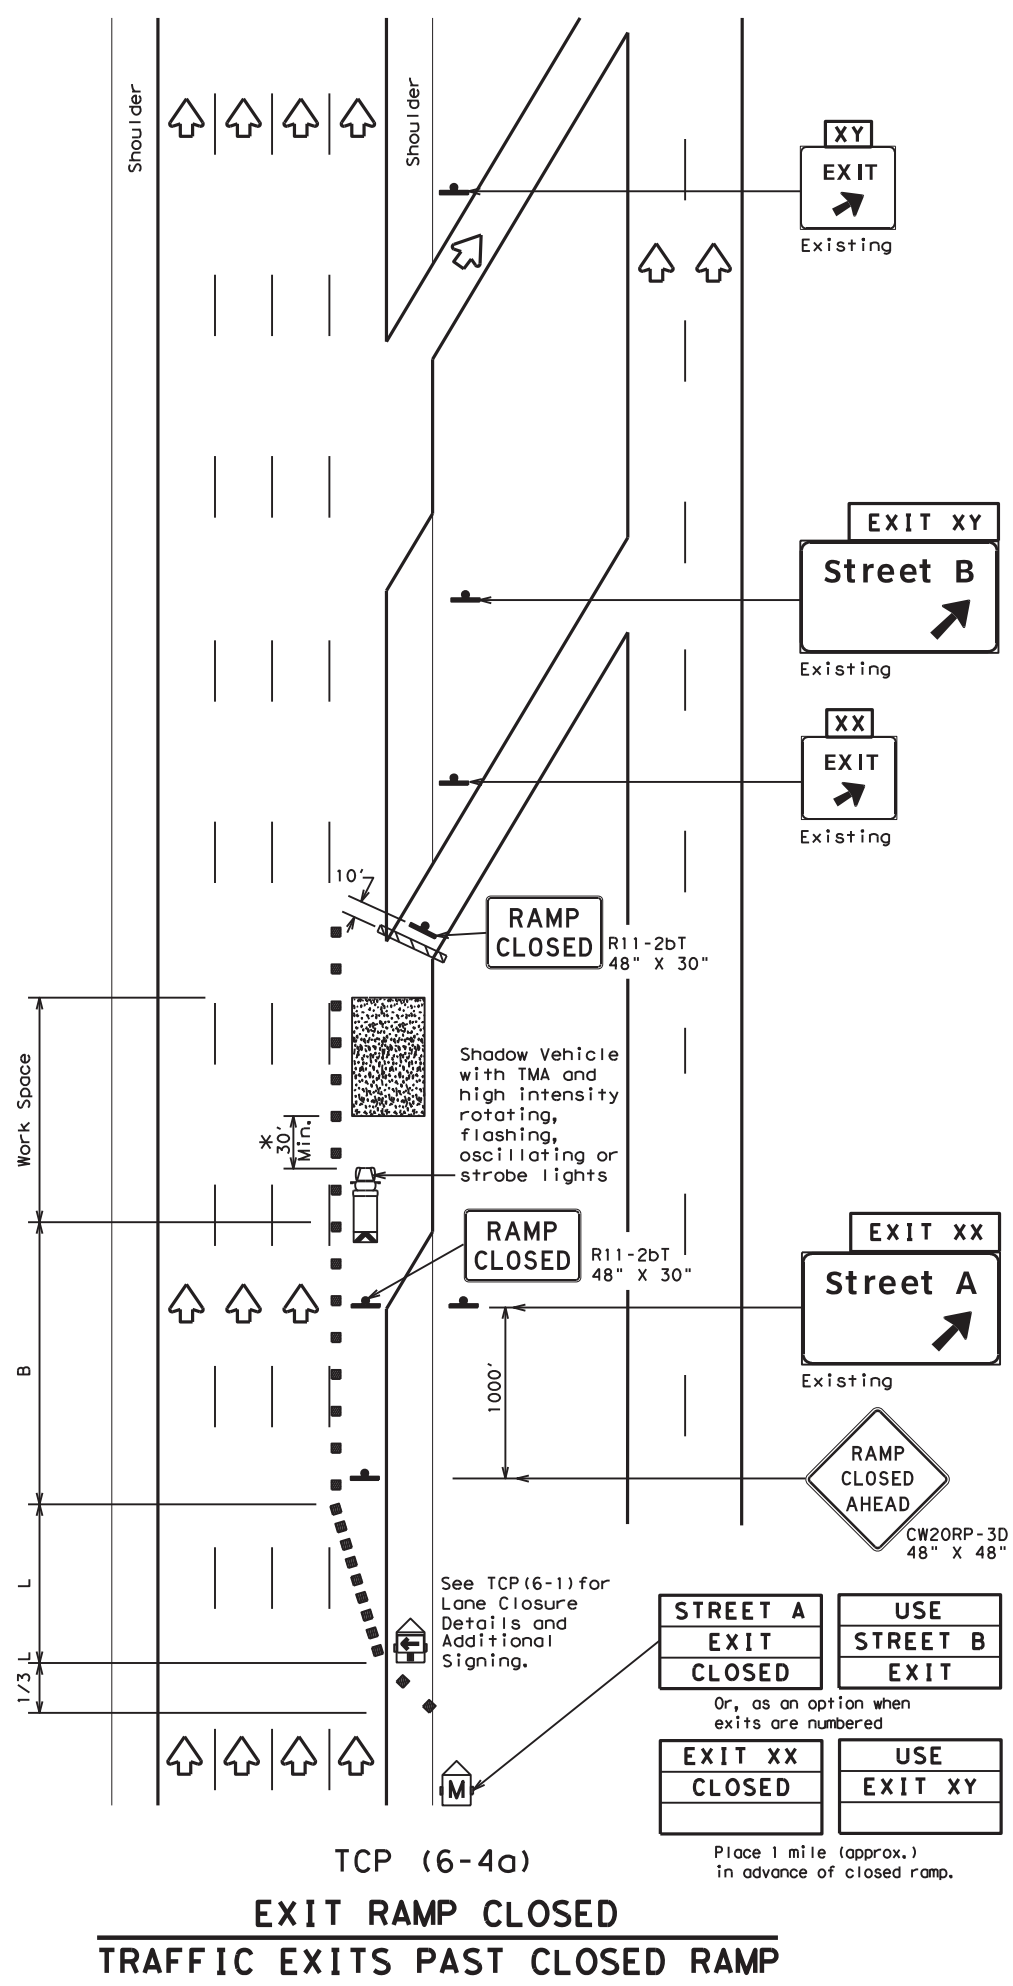 Shoulder
Shoulder
XY
EXIT
Existing
EXIT XY
Street B
Existing
XX
EXIT
Existing
10'
RAMP
CLOSED
R11-2bT
48" X 30"
Work Space
*
30'
Min.
Shadow Vehicle
with TMA and
high intensity
rotating,
flashing,
oscillating or
strobe lights
RAMP
CLOSED
R11-2bT
48" X 30"
EXIT XX
Street A
Existing
B
1000'
RAMP
CLOSED
AHEAD
CW20RP-3D
48" X 48"
L
See TCP(6-1)for
Lane Closure
Details and
Additional
Signing.
1/3 L
STREET A
EXIT
CLOSED
USE
STREET B
EXIT
Or, as an option when
exits are numbered
EXIT XX
CLOSED
USE
EXIT XY
M
Place 1 mile (approx.)
in advance of closed ramp.
TCP (6-4a)
EXIT RAMP CLOSED
TRAFFIC EXITS PAST CLOSED RAMP